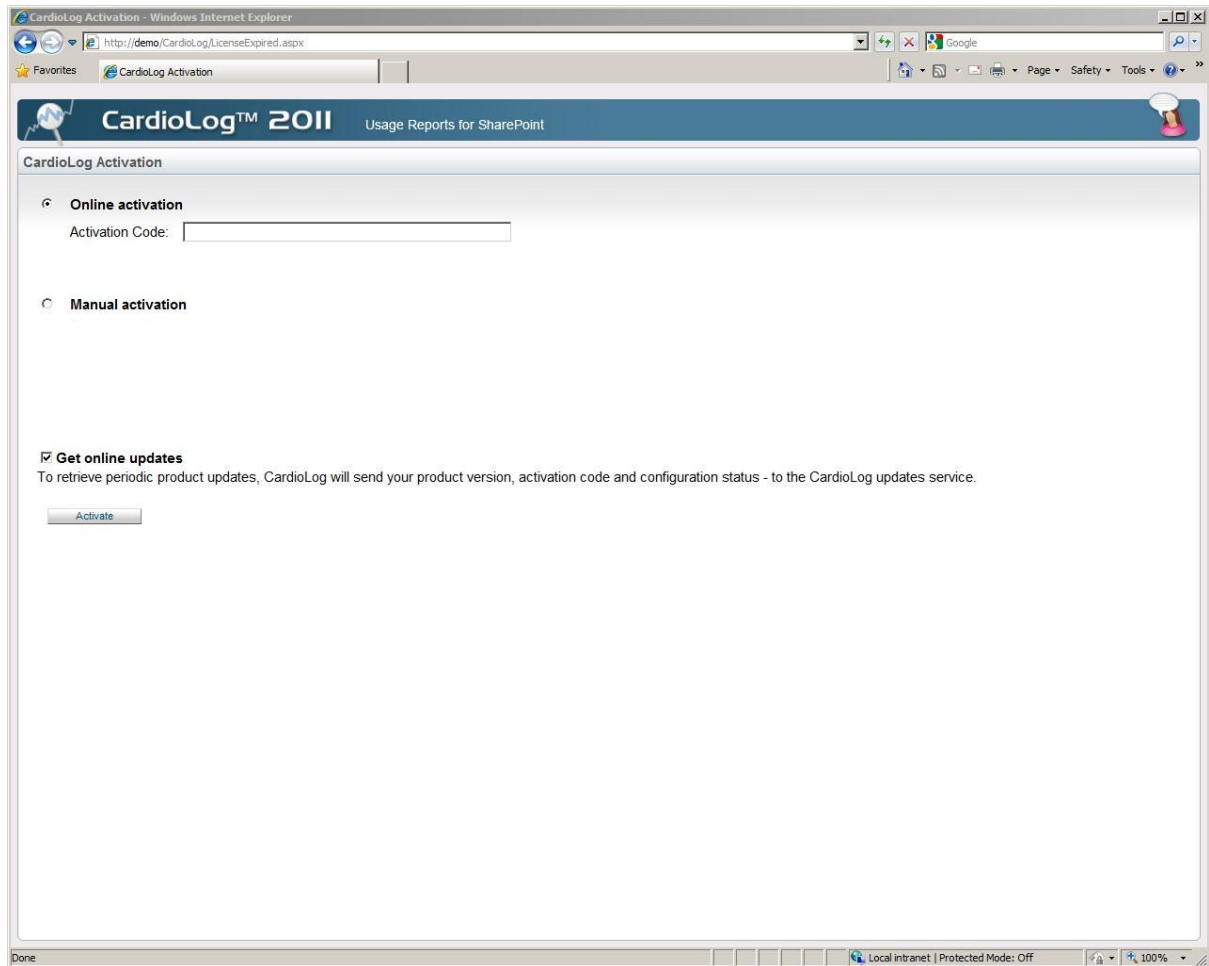 CardioLog Activation - Windows Internet Explorer
http://demo/CardioLog/LicenseExpired.aspx
Google
Favorites
CardioLog Activation
Page
Safety
Tools
CardioLog™ 2011
Usage Reports for SharePoint
CardioLog Activation
Online activation
Activation Code:
Manual activation
Get online updates
To retrieve periodic product updates, CardioLog will send your product version, activation code and configuration status - to the CardioLog updates service.
Activate
Done
Local intranet | Protected Mode: Off
100%